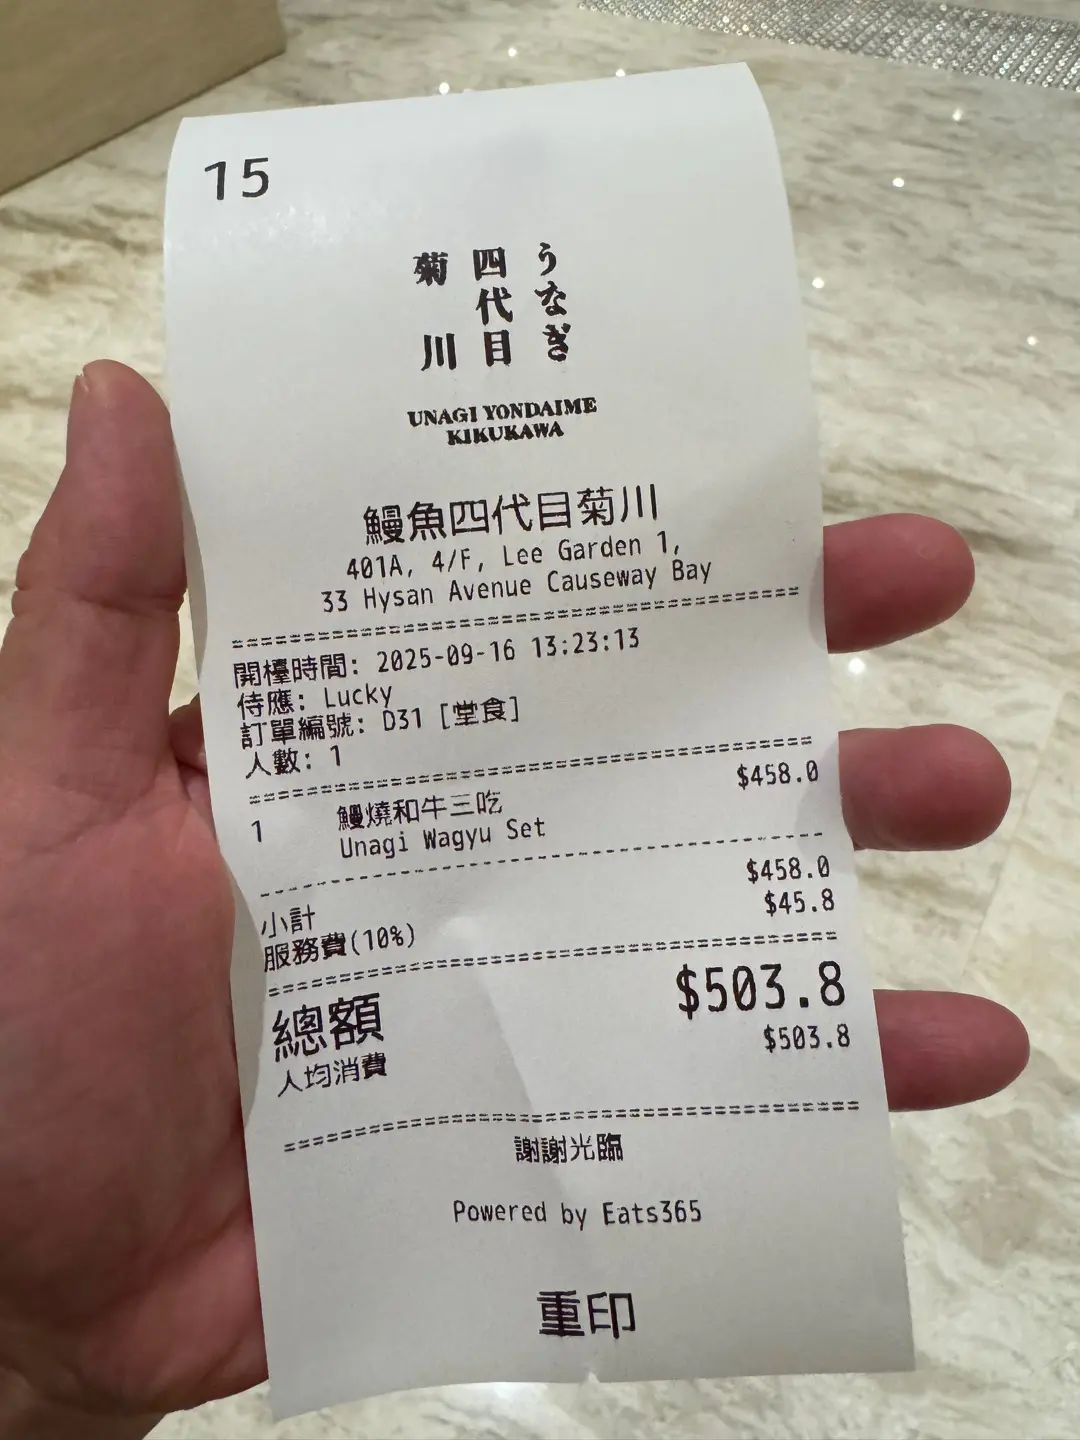 15
うなぎ
四代目
菊川
UNAGI YONDAIME
KIKUKAWA
鰻魚四代目菊川
401A, 4/F, Lee Garden 1,
33 Hysan Avenue Causeway Bay
開檯時間: 2025-09-16 13:23:13
侍應: Lucky
訂單編號: D31 [堂食]
人數: 1
1 鰻燒和牛三吃 $458.0
Unagi Wagyu Set
小計 $458.0
服務費(10%) $45.8
總額 $503.8
人均消費 $503.8
謝謝光臨
Powered by Eats365
重印